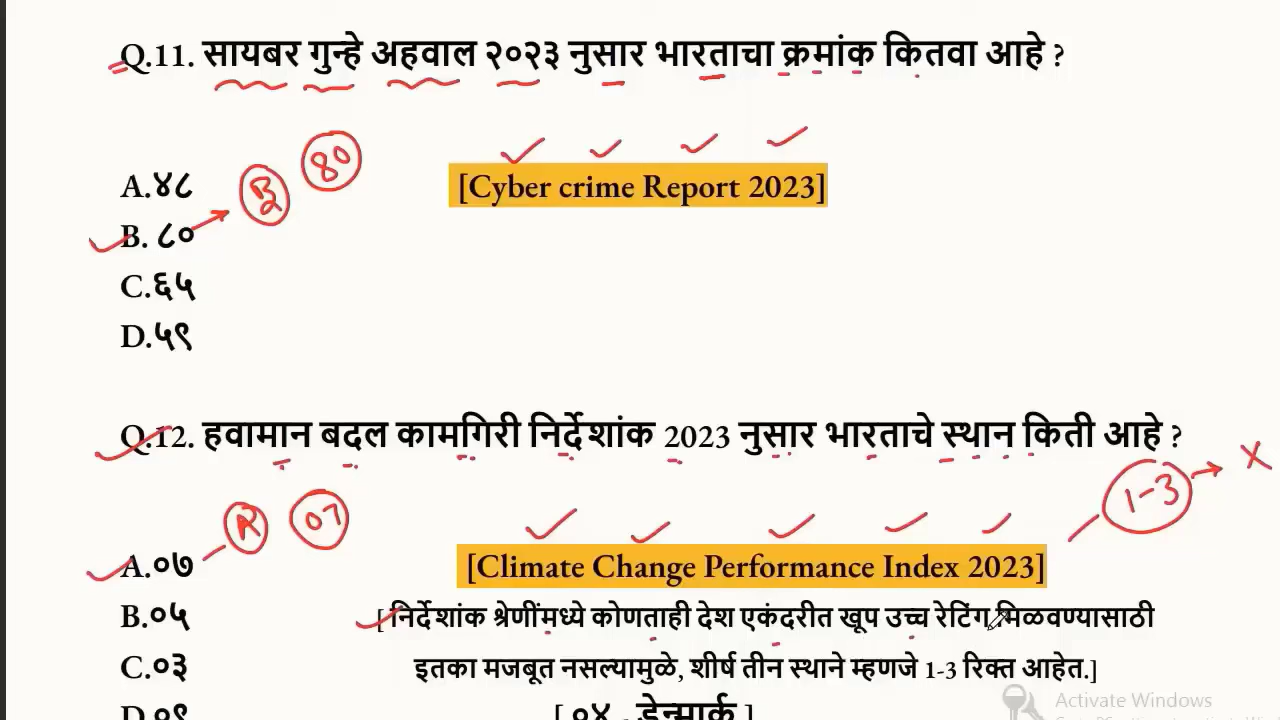 Q.11. सायबर गुन्हे अहवाल २०२३ नुसार भारताचा क्रमांक कितवा आहे ?
80
A.४८ B [Cyber crime Report 2023]
B. ८०
C.६५
D.५९
Q.12. हवामान बदल कामगिरी निर्देशांक 2023 नुसार भारताचे स्थान किती आहे ?
1-3 → X
A 07
A.०७ [Climate Change Performance Index 2023]
B.०५ [ निर्देशांक श्रेणींमध्ये कोणताही देश एकंदरीत खूप उच्च रेटिंग मिळवण्यासाठी
C.०३ इतका मजबूत नसल्यामुळे, शीर्ष तीन स्थाने म्हणजे 1-3 रिक्त आहेत.]
Activate Windows
D.०९ [ ०४ . डेन्मार्क ]